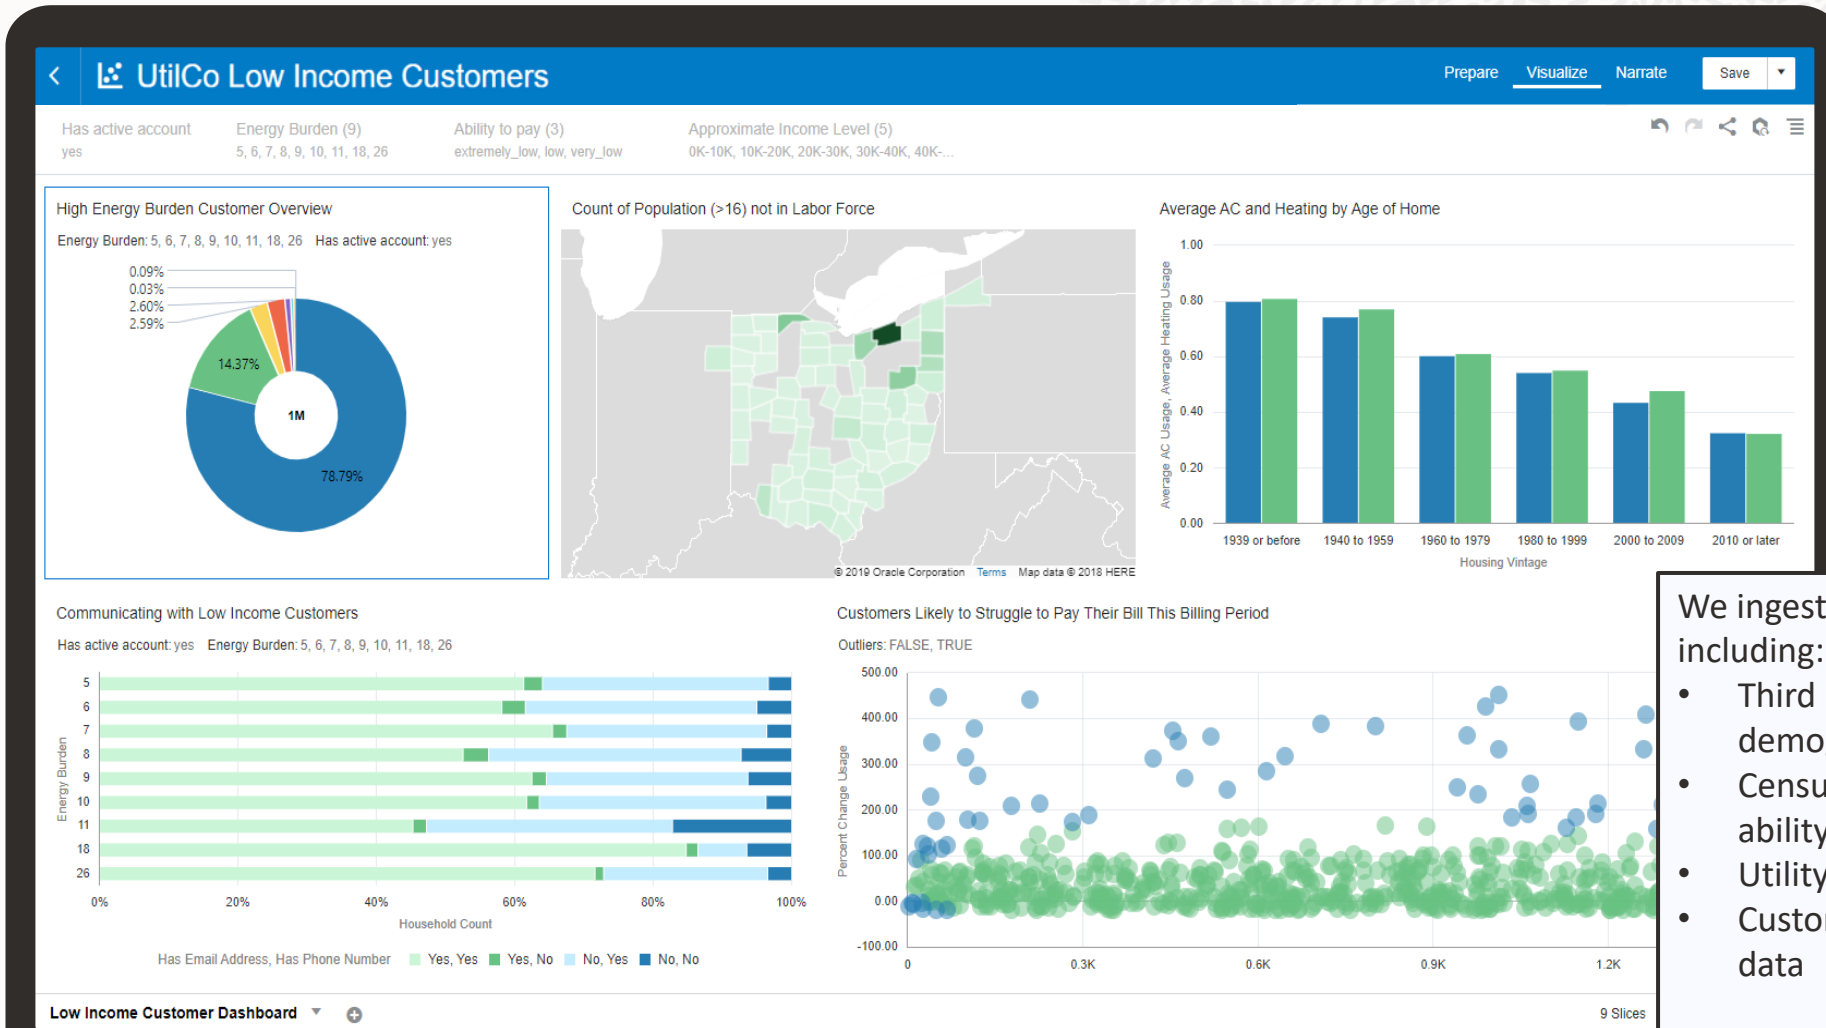 UtilCo Low Income Customers
Prepare Visualize Narrate Save
Has active account Energy Burden (9) Ability to pay (3) Approximate Income Level (5)
yes 5, 6, 7, 8, 9, 10, 11, 18, 26 extremely_low, low, very_low 0K-10K, 10K-20K, 20K-30K, 30K-40K, 40K-...
High Energy Burden Customer Overview
Energy Burden: 5, 6, 7, 8, 9, 10, 11, 18, 26 Has active account: yes
0.09%
0.03%
2.60%
2.59%
14.37%
1M
78.79%
Count of Population (>16) not in Labor Force
© 2019 Oracle Corporation Terms Map data © 2018 HERE
Average AC and Heating by Age of Home
Average AC Usage, Average Heating Usage
1.00
0.80
0.60
0.40
0.20
0.00
1939 or before 1940 to 1959 1960 to 1979 1980 to 1999 2000 to 2009 2010 or later
Housing Vintage
Communicating with Low Income Customers
Has active account: yes Energy Burden: 5, 6, 7, 8, 9, 10, 11, 18, 26
Energy Burden
5
6
7
8
9
10
11
18
26
0% 20% 40% 60% 80% 100%
Household Count
Has Email Address, Has Phone Number Yes, Yes Yes, No No, Yes No, No
Customers Likely to Struggle to Pay Their Bill This Billing Period
Outliers: FALSE, TRUE
Percent Change Usage
500.00
400.00
300.00
200.00
100.00
0.00
-100.00
0 0.3K 0.6K 0.9K 1.2K
We ingest
including:
• Third
demo
• Censu
ability
• Utility
• Custo
data
Low Income Customer Dashboard
9 Slices